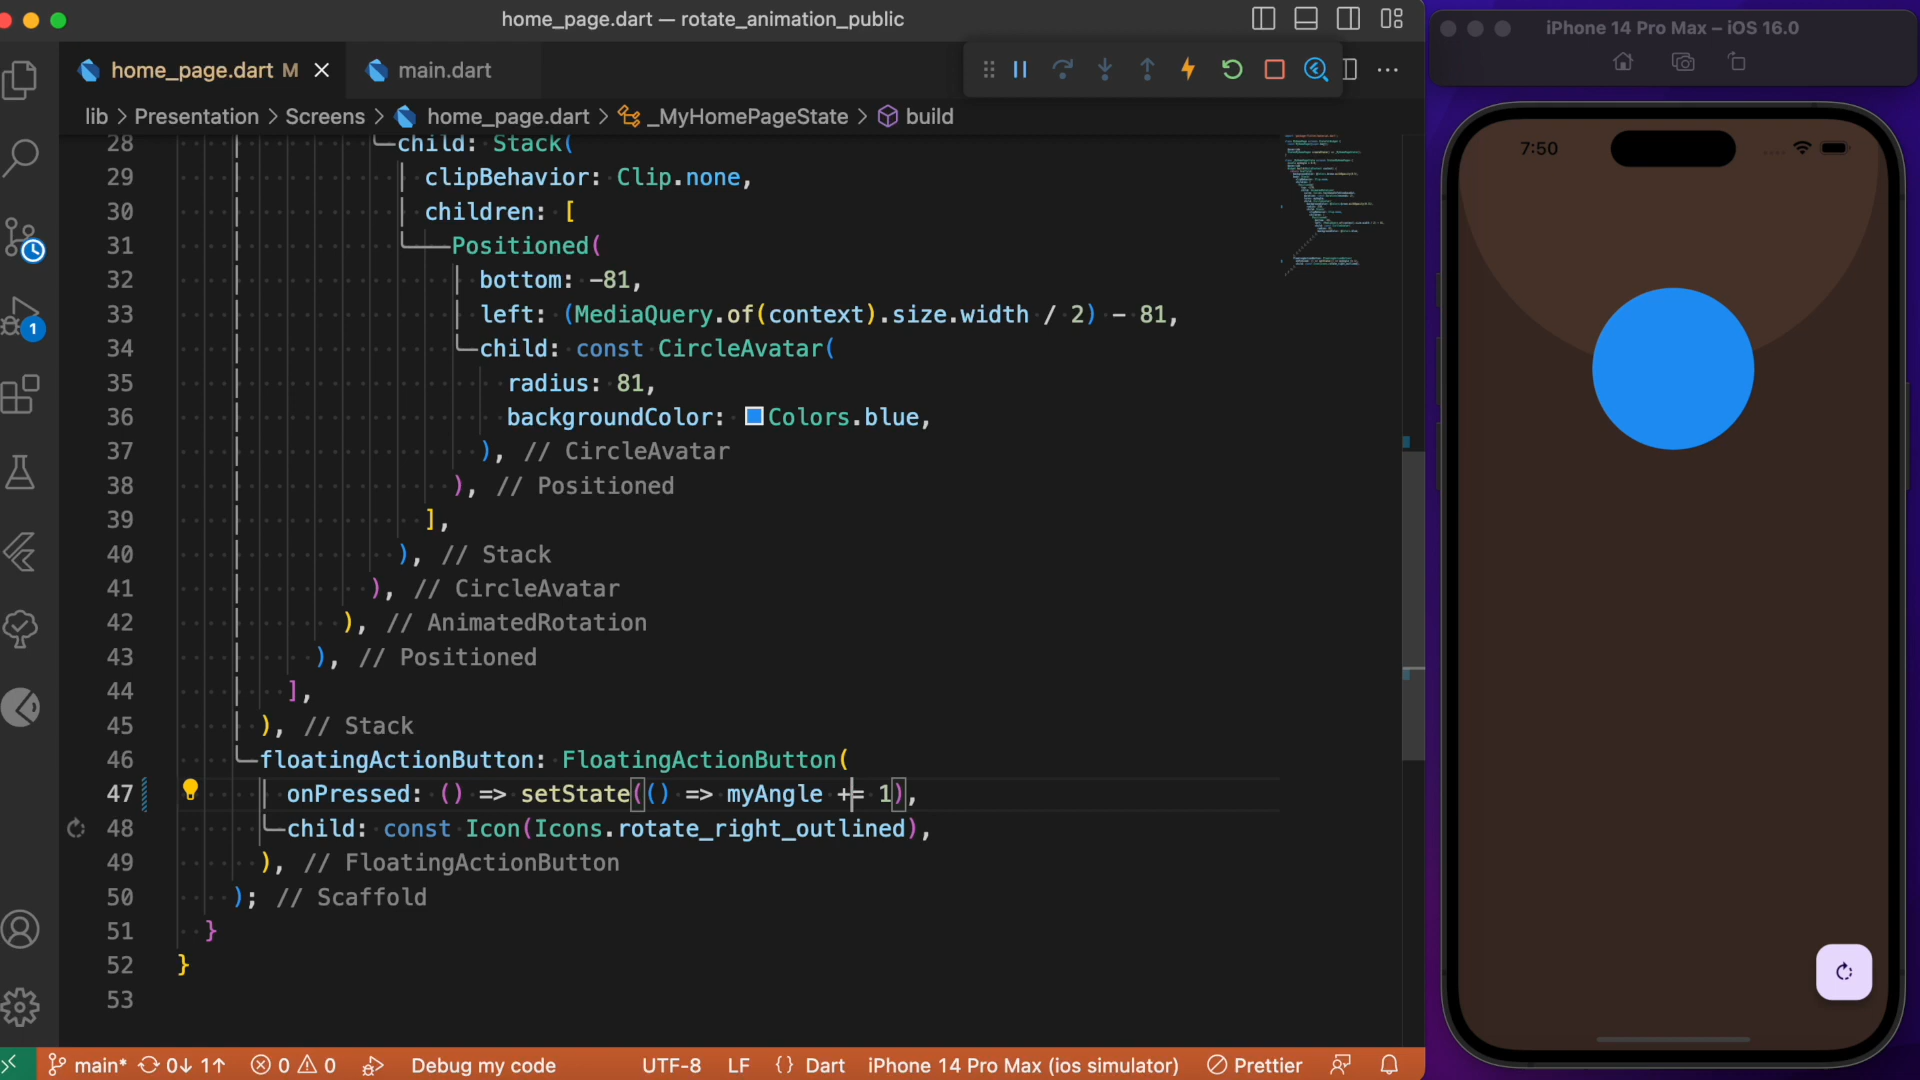 home_page.dart — rotate_animation_public
iPhone 14 Pro Max – iOS 16.0
home_page.dart M
main.dart
lib > Presentation > Screens > home_page.dart > _MyHomePageState > build
28 child: Stack(
29 clipBehavior: Clip.none,
30 children: [
31 Positioned(
32 bottom: -81,
33 left: (MediaQuery.of(context).size.width / 2) - 81,
34 child: const CircleAvatar(
35 radius: 81,
36 backgroundColor: Colors.blue,
37 ), // CircleAvatar
38 ), // Positioned
39 ],
40 ), // Stack
41 ), // CircleAvatar
42 ), // AnimatedRotation
43 ), // Positioned
44 ],
45 ), // Stack
46 floatingActionButton: FloatingActionButton(
47 onPressed: () => setState(() => myAngle += 1),
48 child: const Icon(Icons.rotate_right_outlined),
49 ), // FloatingActionButton
50 ); // Scaffold
51 }
52 }
53
1
7:50
main* 0↓ 1↑ 0 0 Debug my code UTF-8 LF {} Dart iPhone 14 Pro Max (ios simulator) Prettier